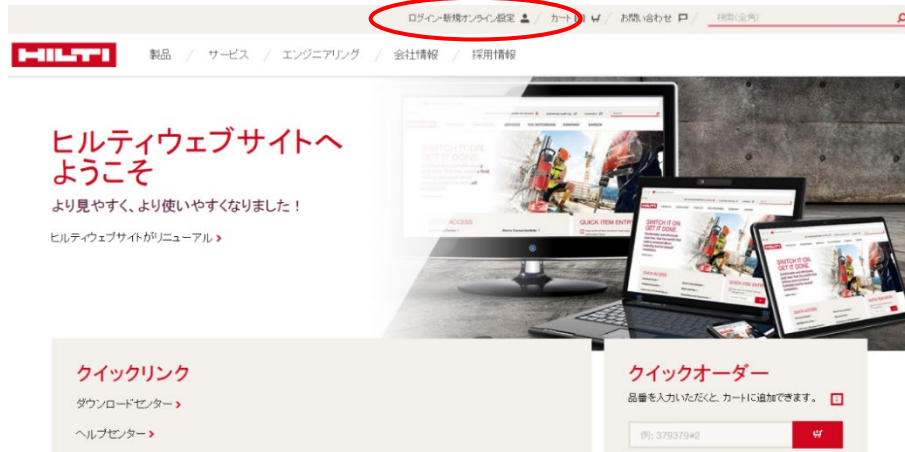 ログイン・新規オンライン設定 / カート / お問い合わせ / 検索(全角)
HILTI 製品 / サービス / エンジニアリング / 会社情報 / 採用情報
ヒルティウェブサイトへ
ようこそ
より見やすく、より使いやすくなりました！
ヒルティウェブサイトがリニューアル
SWITCH IT ON.
GET IT DONE.
QUICK ITEM ENTRY
SWITCH IT ON.
GET IT DONE.
SWITCH IT ON.
GET IT DONE.
クイックリンク
ダウンロードセンター
ヘルプセンター
クイックオーダー
品番を入力いただくと、カートに追加できます。
例: 379379#2